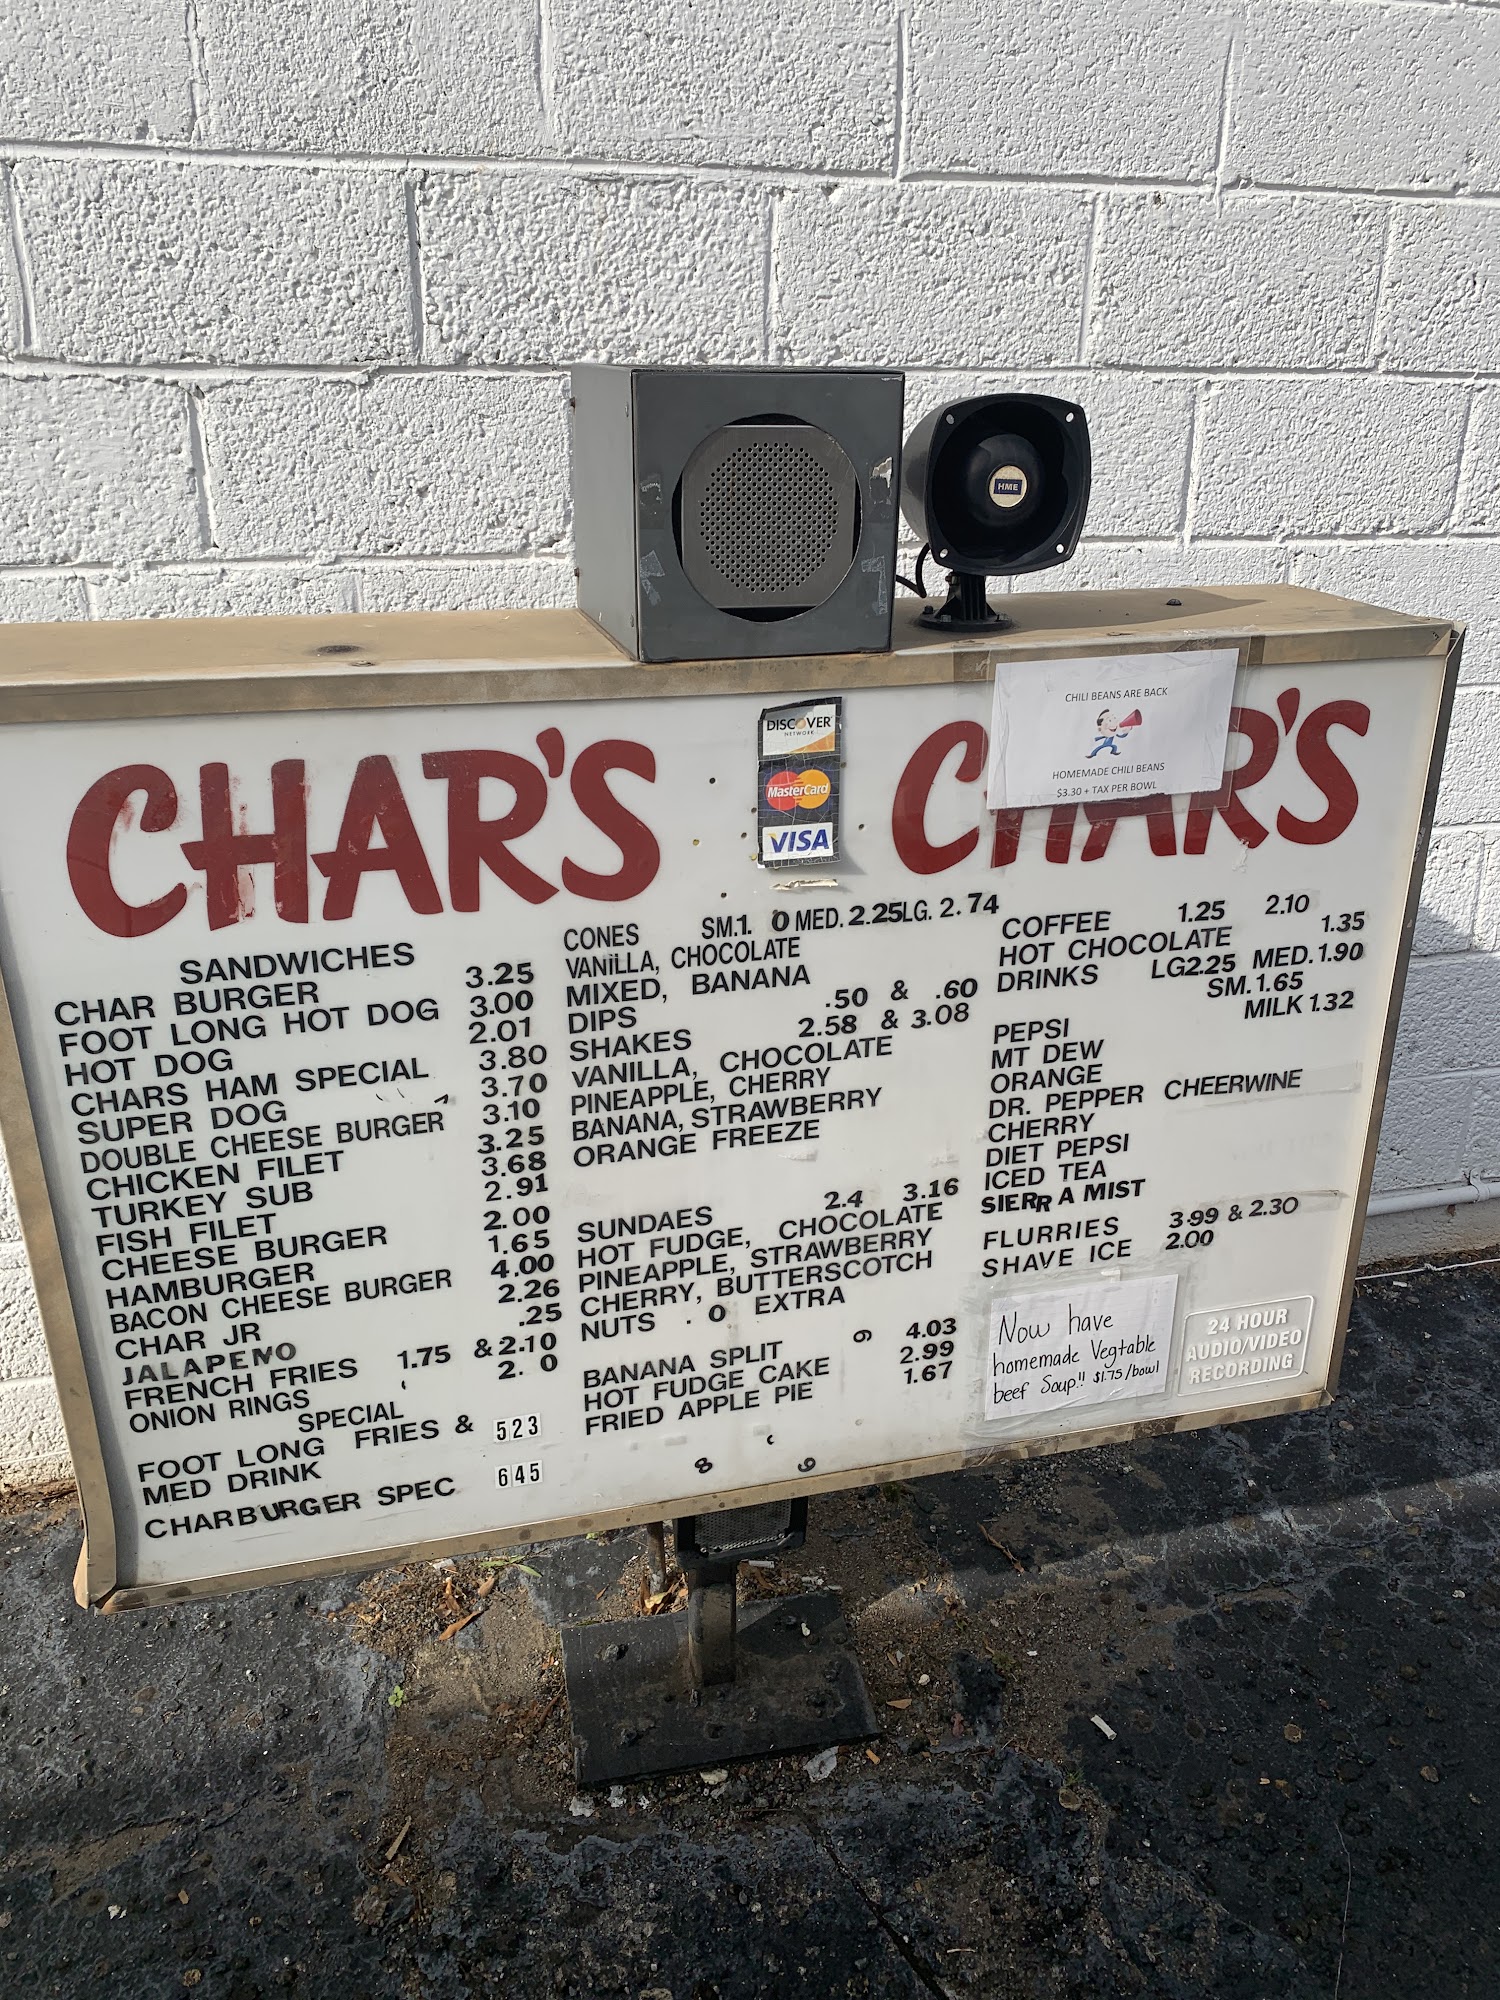 HME
CHILI BEANS ARE BACK
HOMEMADE CHILI BEANS
$3.30 + TAX PER BOWL
DISCOVER
NETWORK
MasterCard
VISA
CHAR'S
CHAR'S
SANDWICHES
CHAR BURGER 3.25
FOOT LONG HOT DOG 3.00
HOT DOG 2.01
CHARS HAM SPECIAL 3.80
SUPER DOG 3.70
DOUBLE CHEESE BURGER 3.10
CHICKEN FILET 3.25
TURKEY SUB 3.68
FISH FILET 2.91
CHEESE BURGER 2.00
HAMBURGER 1.65
BACON CHEESE BURGER 4.00
CHAR JR 2.26
JALAPENO .25
FRENCH FRIES 1.75 & 2.10
ONION RINGS 2. 0
SPECIAL
FOOT LONG FRIES & 523
MED DRINK
CHARBURGER SPEC 645
CONES SM.1. 0 MED. 2.25 LG. 2.74
VANILLA, CHOCOLATE
MIXED, BANANA
DIPS .50 & .60
SHAKES 2.58 & 3.08
VANILLA, CHOCOLATE
PINEAPPLE, CHERRY
BANANA, STRAWBERRY
ORANGE FREEZE
SUNDAES 2.4 3.16
HOT FUDGE, CHOCOLATE
PINEAPPLE, STRAWBERRY
CHERRY, BUTTERSCOTCH
NUTS . 0 EXTRA
BANANA SPLIT 4.03
HOT FUDGE CAKE 2.99
FRIED APPLE PIE 1.67
COFFEE 1.25 2.10
HOT CHOCOLATE 1.35
DRINKS LG2.25 MED.1.90
SM.1.65
MILK 1.32
PEPSI
MT DEW
ORANGE
DR. PEPPER CHEERWINE
CHERRY
DIET PEPSI
ICED TEA
SIERRA MIST
FLURRIES 3.99 & 2.30
SHAVE ICE 2.00
Now have
homemade Vegtable
beef Soup!! $1.75/bowl
24 HOUR
AUDIO/VIDEO
RECORDING